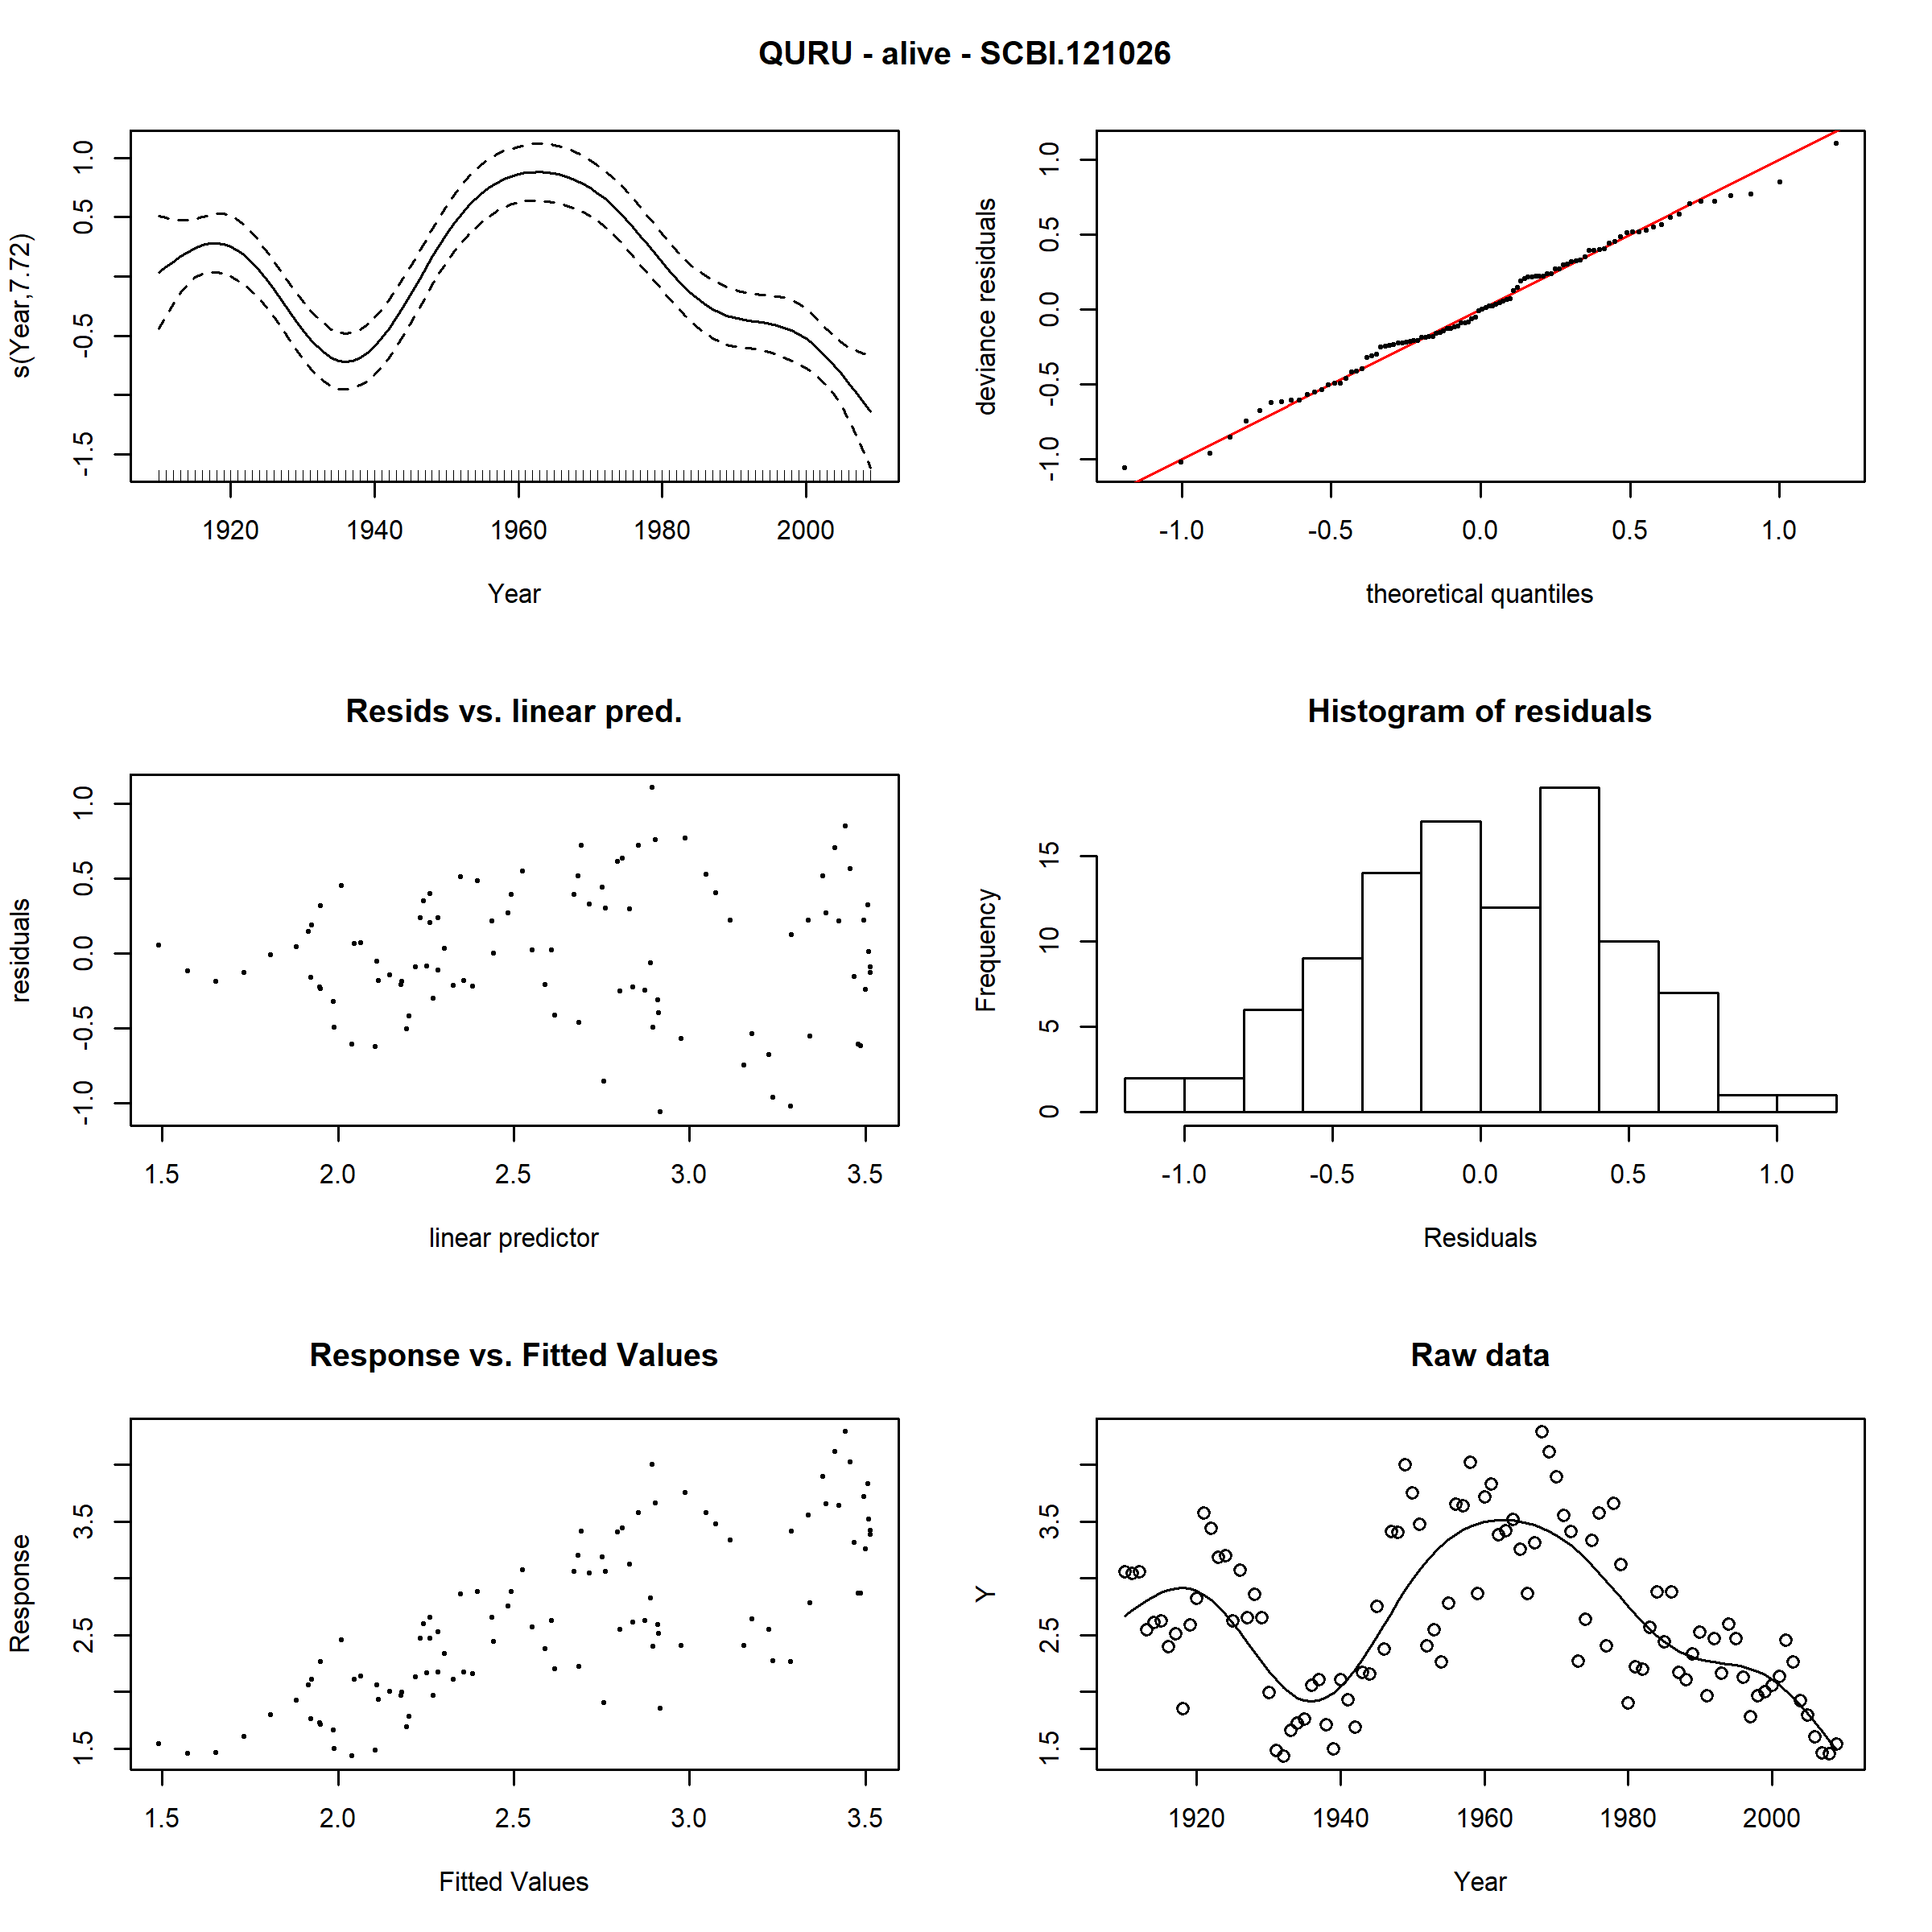 QURU - alive - SCBI.121026
s(Year,7.72)
-1.5 -0.5 0.5 1.0
1920 1940 1960 1980 2000
Year
deviance residuals
-1.0 -0.5 0.0 0.5 1.0
-1.0 -0.5 0.0 0.5 1.0
theoretical quantiles
Resids vs. linear pred.
residuals
-1.0 -0.5 0.0 0.5 1.0
1.5 2.0 2.5 3.0 3.5
linear predictor
Histogram of residuals
Frequency
0 5 10 15
-1.0 -0.5 0.0 0.5 1.0
Residuals
Response vs. Fitted Values
Response
1.5 2.5 3.5
1.5 2.0 2.5 3.0 3.5
Fitted Values
Raw data
Y
1.5 2.5 3.5
1920 1940 1960 1980 2000
Year